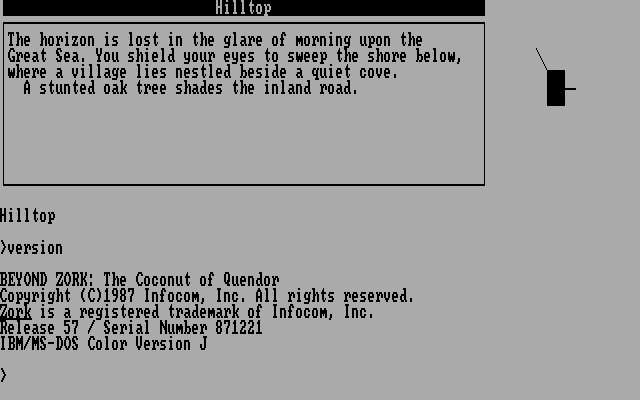 Hilltop
The horizon is lost in the glare of morning upon the
Great Sea. You shield your eyes to sweep the shore below,
where a village lies nestled beside a quiet cove.
A stunted oak tree shades the inland road.
Hilltop
>version
BEYOND ZORK: The Coconut of Quendor
Copyright (C)1987 Infocom, Inc. All rights reserved.
Zork is a registered trademark of Infocom, Inc.
Release 57 / Serial Number 871221
IBM/MS-DOS Color Version J
>